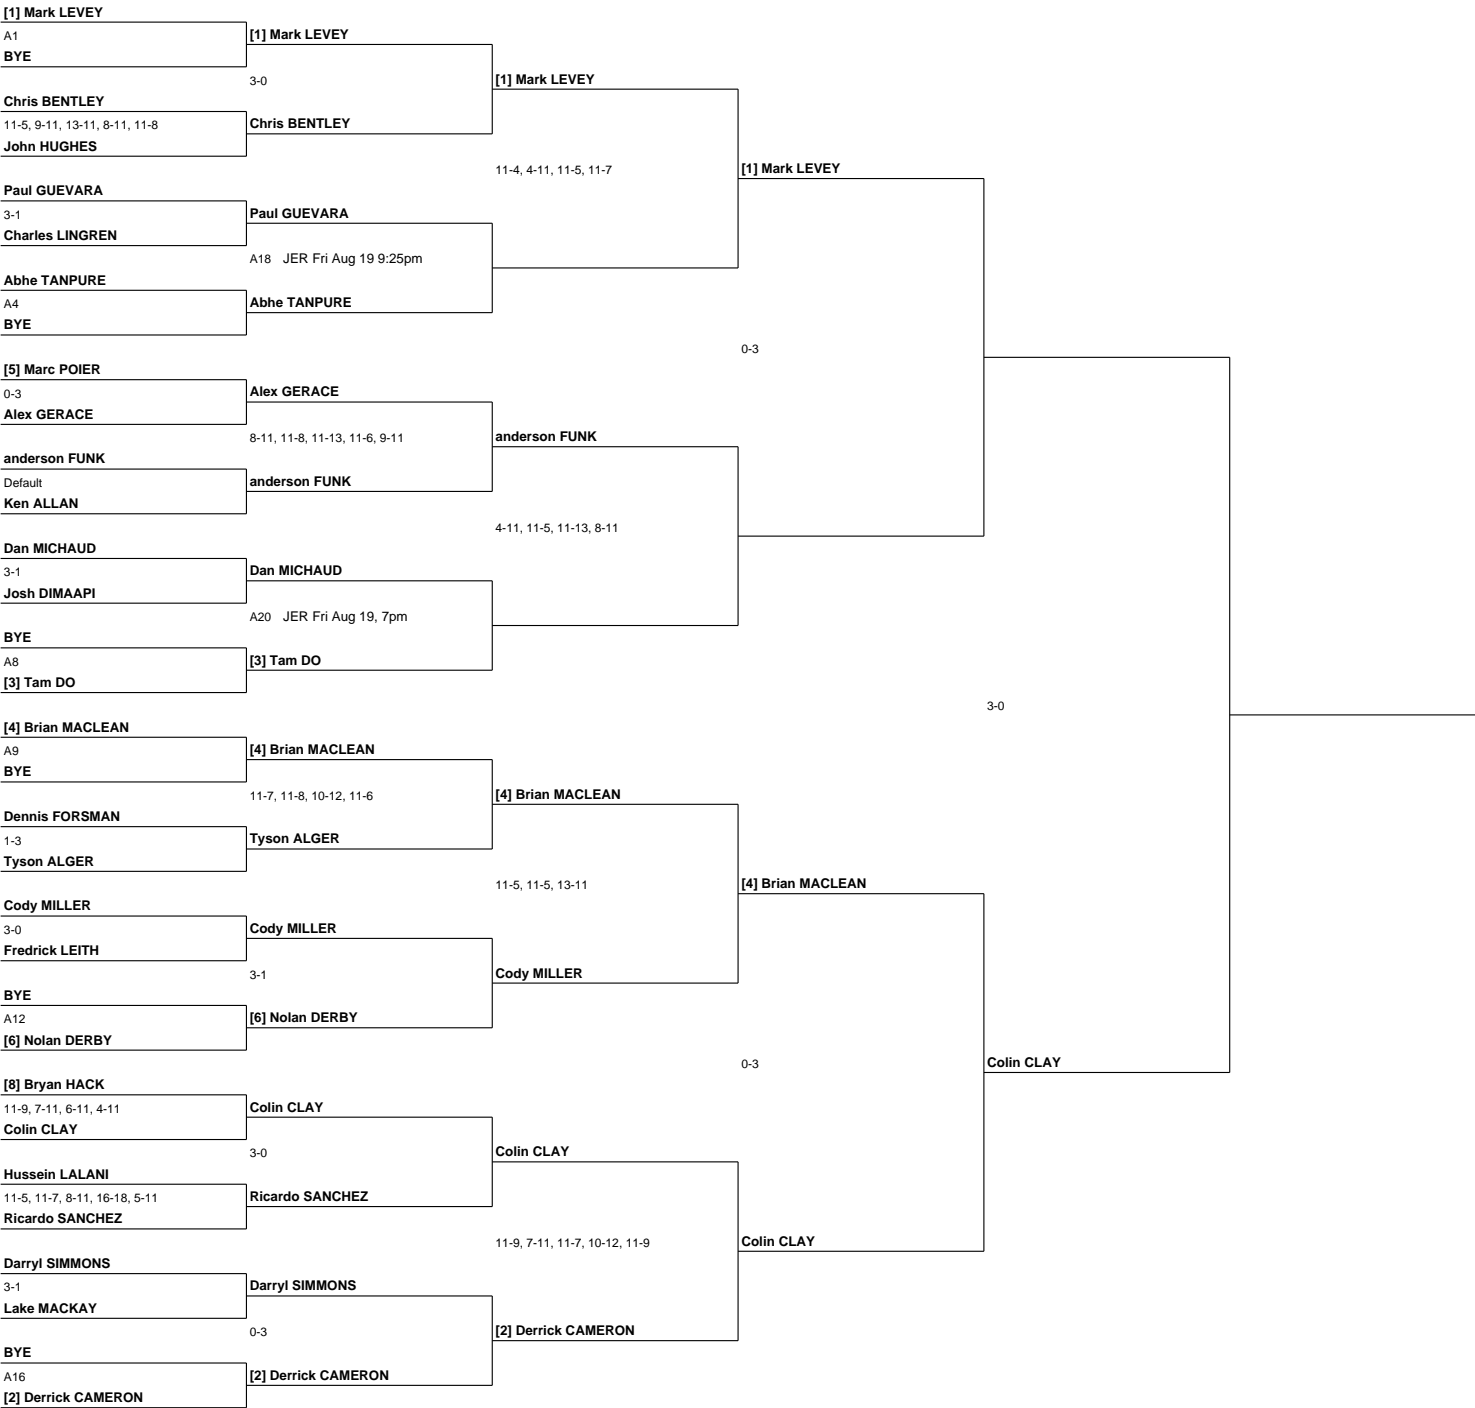 [1] Mark LEVEY
A1
BYE
Chris BENTLEY
11-5, 9-11, 13-11, 8-11, 11-8
John HUGHES
Paul GUEVARA
3-1
Charles LINGREN
Abhe TANPURE
A4
BYE
[5] Marc POIER
0-3
Alex GERACE
anderson FUNK
Default
Ken ALLAN
Dan MICHAUD
3-1
Josh DIMAAPI
BYE
A8
[3] Tam DO
[4] Brian MACLEAN
A9
BYE
Dennis FORSMAN
1-3
Tyson ALGER
Cody MILLER
3-0
Fredrick LEITH
BYE
A12
[6] Nolan DERBY
[8] Bryan HACK
11-9, 7-11, 6-11, 4-11
Colin CLAY
Hussein LALANI
11-5, 11-7, 8-11, 16-18, 5-11
Ricardo SANCHEZ
Darryl SIMMONS
3-1
Lake MACKAY
BYE
A16
[2] Derrick CAMERON
[1] Mark LEVEY
3-0
Chris BENTLEY
Paul GUEVARA
A18 JER Fri Aug 19 9:25pm
Abhe TANPURE
Alex GERACE
8-11, 11-8, 11-13, 11-6, 9-11
anderson FUNK
Dan MICHAUD
A20 JER Fri Aug 19, 7pm
[3] Tam DO
[4] Brian MACLEAN
11-7, 11-8, 10-12, 11-6
Tyson ALGER
Cody MILLER
3-1
[6] Nolan DERBY
Colin CLAY
3-0
Ricardo SANCHEZ
Darryl SIMMONS
0-3
[2] Derrick CAMERON
[1] Mark LEVEY
11-4, 4-11, 11-5, 11-7
anderson FUNK
4-11, 11-5, 11-13, 8-11
[4] Brian MACLEAN
11-5, 11-5, 13-11
Cody MILLER
Colin CLAY
11-9, 7-11, 11-7, 10-12, 11-9
[2] Derrick CAMERON
[1] Mark LEVEY
0-3
[4] Brian MACLEAN
0-3
Colin CLAY
3-0
Colin CLAY